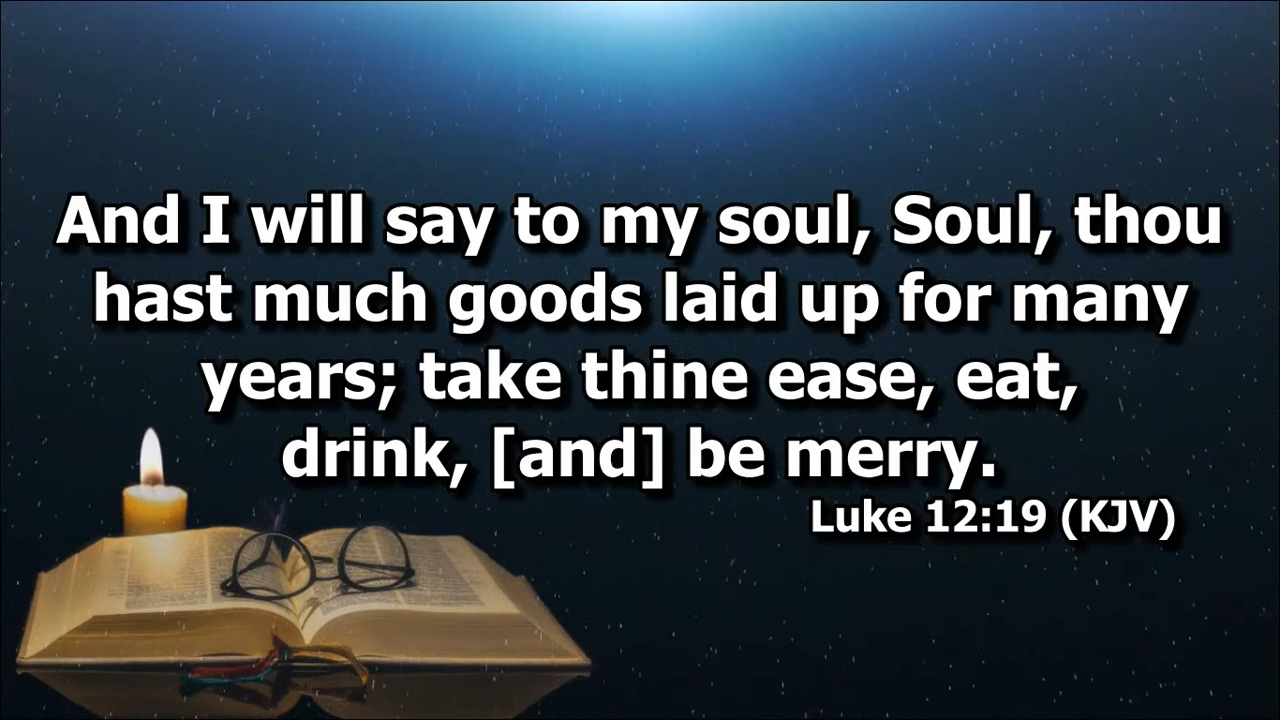 And I will say to my soul, Soul, thou
hast much goods laid up for many
years; take thine ease, eat,
drink, [and] be merry.
Luke 12:19 (KJV)